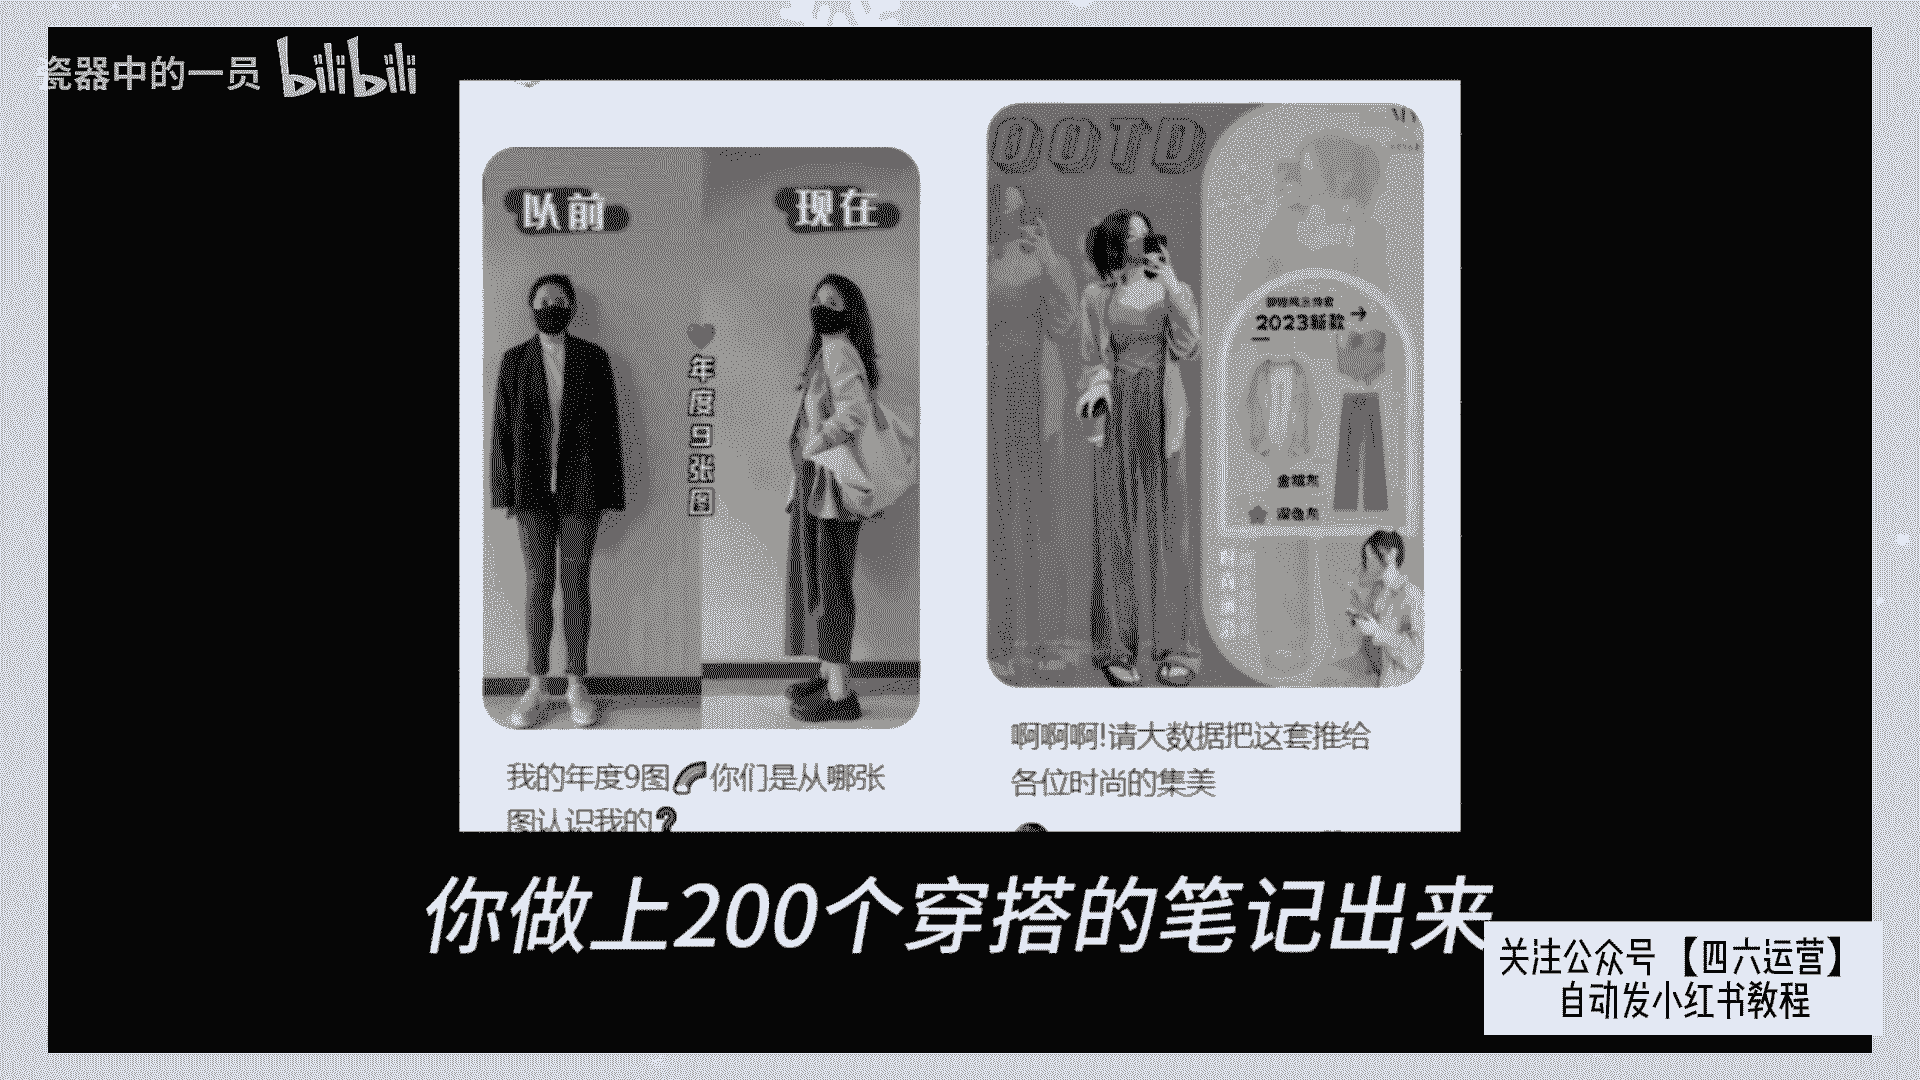 瓷器中的一员 bilibili
以前
现在
年度9张图
我的年度9图🌈你们是从哪张
图认识我的❓
OOTD
2023新款→
啊啊啊!请大数据把这套推给
各位时尚的集美
你做上200个穿搭的笔记出来
关注公众号【四六运营】
自动发小红书教程